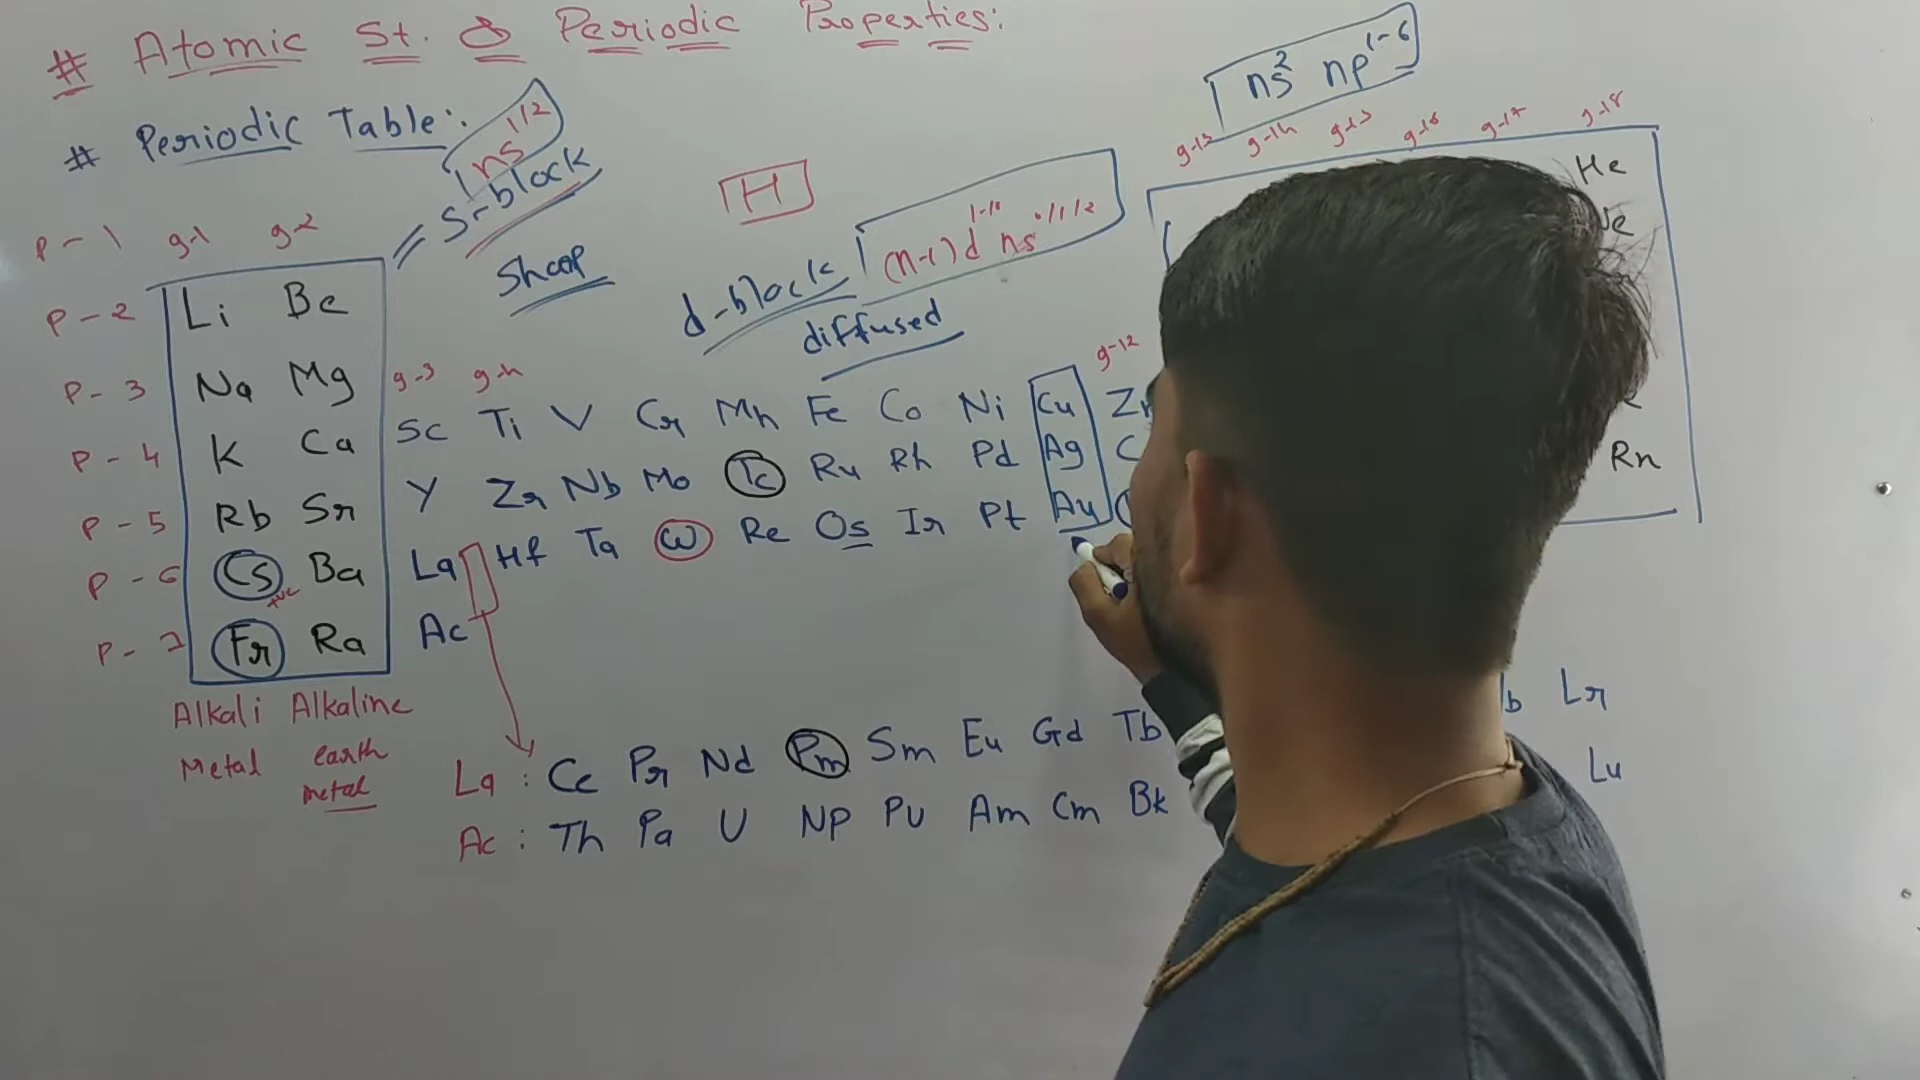 # Atomic St. & Periodic Properties:
# Periodic Table:
ns 1/2
s-block
ns² np¹⁻⁶
g-13 g-14 g-15 g-16 g-17 g-18
H
Sharp
d-block
(n-1)d¹⁻¹⁰ ns⁰/¹/²
diffused
P-1 g-1 g-2
He
P-2 Li Be
P-3 Na Mg g-3 g-4 g-12
P-4 K Ca Sc Ti V Cr Mn Fe Co Ni Cu Zn
P-5 Rb Sr Y Zr Nb Mo Tc Ru Rh Pd Ag
P-6 Cs Ba La Hf Ta W Re Os Ir Pt Au Rn
+ve
P-7 Fr Ra Ac
Alkali Metal
Alkaline earth metal
La : Ce Pr Nd Pm Sm Eu Gd Tb Lr
Ac : Th Pa U Np Pu Am Cm Bk Lu